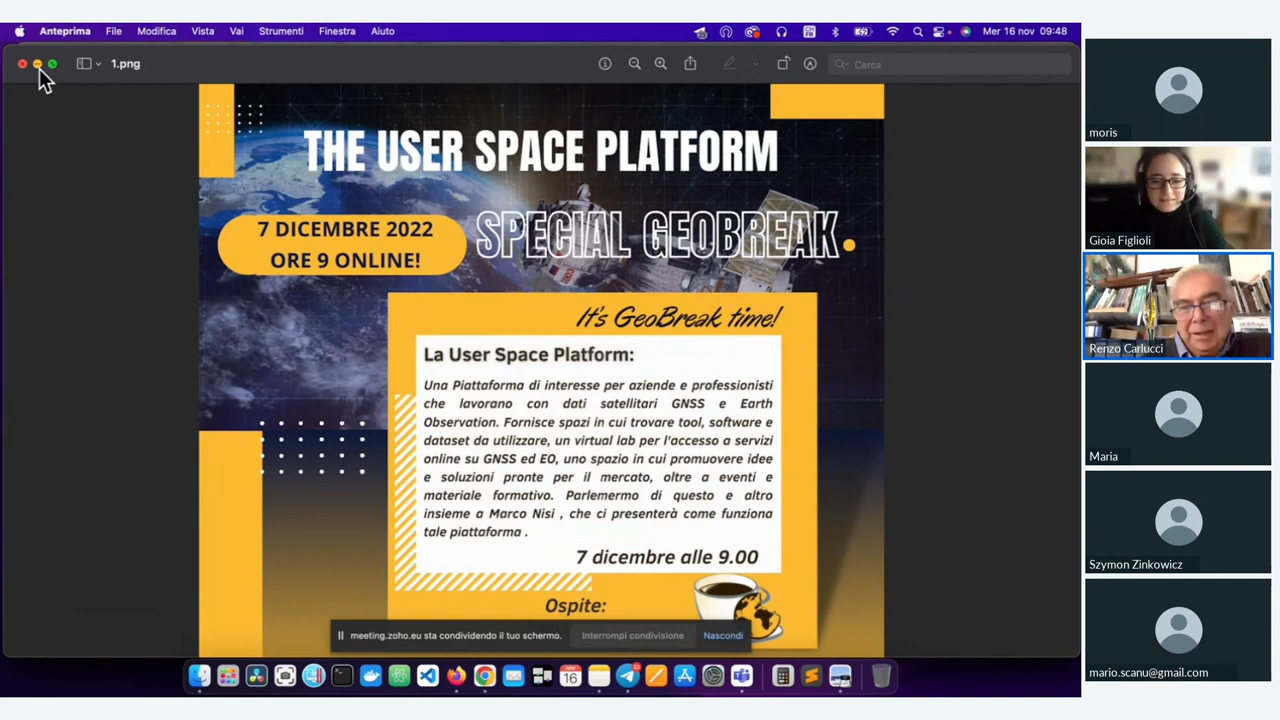 Anteprima File Modifica Vista Vai Strumenti Finestra Aiuto Mer 16 nov 09:48
1.png
Cerca
THE USER SPACE PLATFORM
SPECIAL GEOBREAK.
7 DICEMBRE 2022
ORE 9 ONLINE!
It's GeoBreak time!
La User Space Platform:
Una Piattaforma di interesse per aziende e professionisti
che lavorano con dati satellitari GNSS e Earth
Observation. Fornisce spazi in cui trovare tool, software e
dataset da utilizzare, un virtual lab per l'accesso a servizi
online su GNSS ed EO, uno spazio in cui promuovere idee
e soluzioni pronte per il mercato, oltre a eventi e
materiale formativo. Parlemermo di questo e altro
insieme a Marco Nisi , che ci presenterà come funziona
tale piattaforma .
7 dicembre alle 9.00
Ospite:
meeting.zoho.eu sta condividendo il tuo schermo. Interrompi condivisione Nascondi
NOV
16
moris
Gioia Figlioli
Renzo Carlucci
Maria
Szymon Zinkowicz
mario.scanu@gmail.com